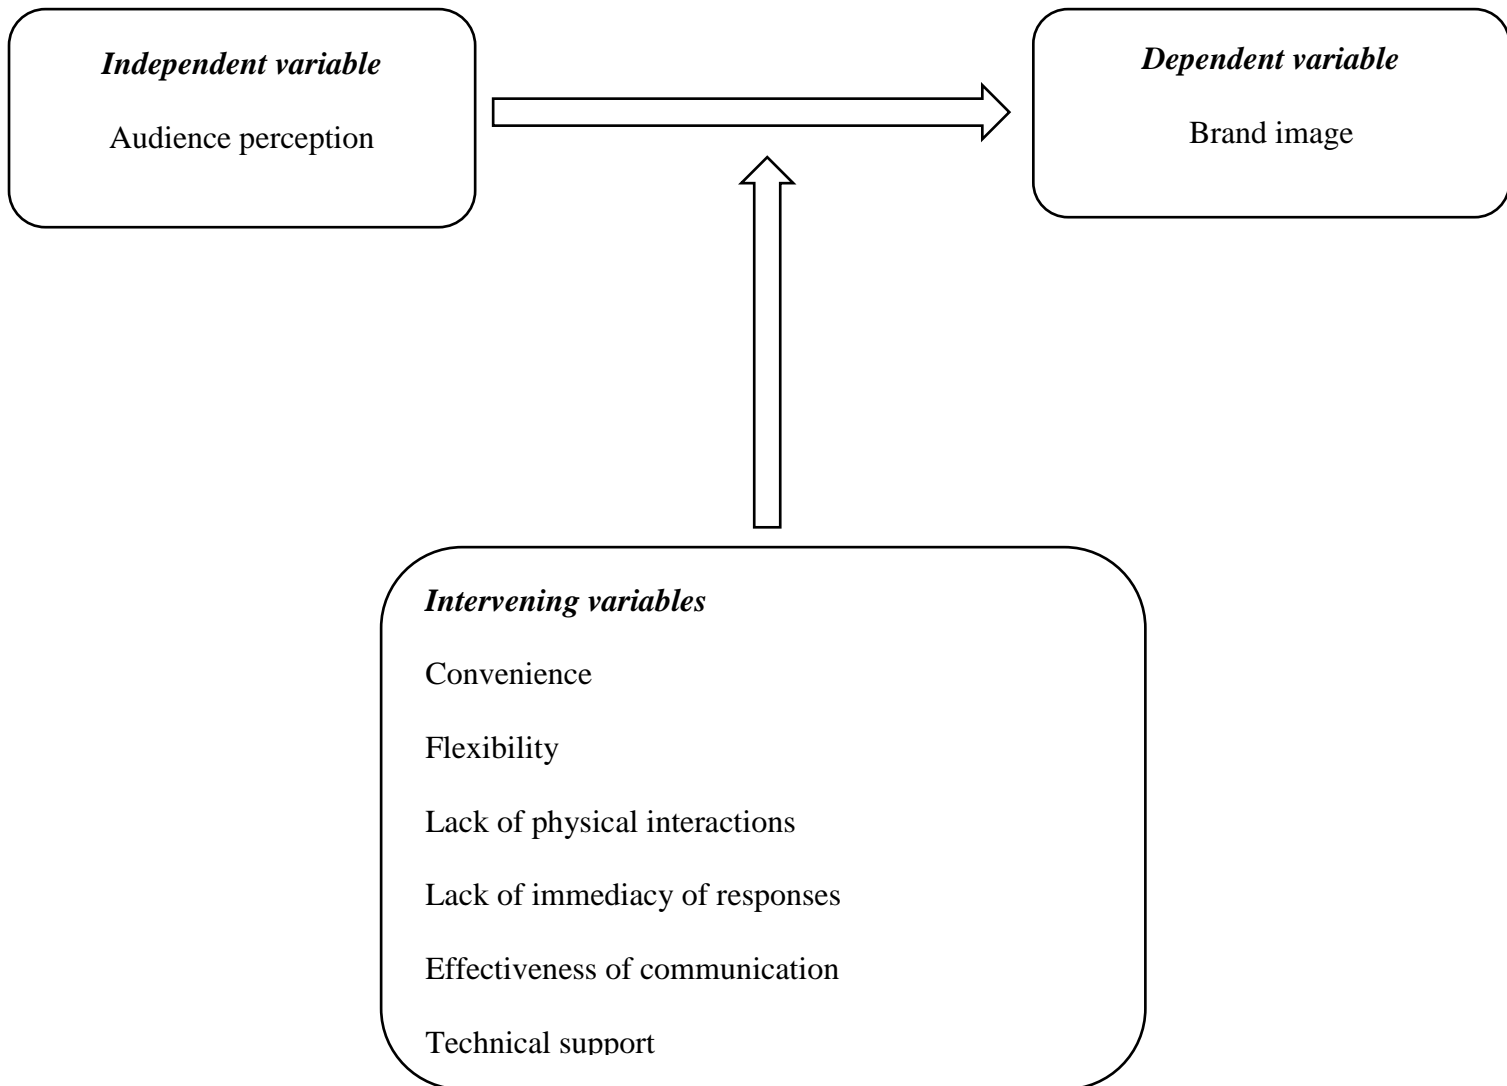 Independent variable
Audience perception
Dependent variable
Brand image
Intervening variables
Convenience
Flexibility
Lack of physical interactions
Lack of immediacy of responses
Effectiveness of communication
Technical support